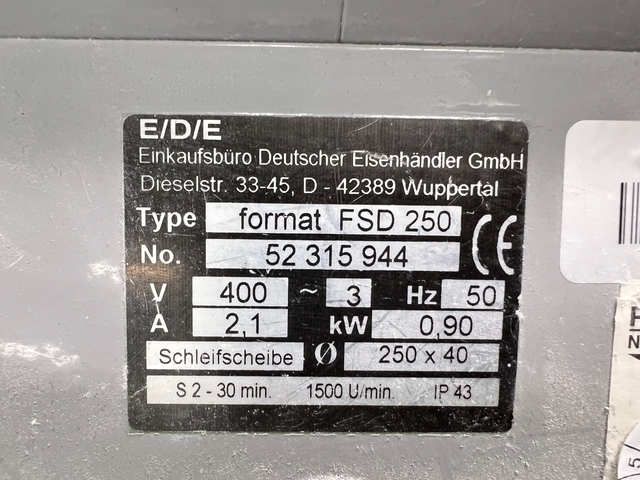 E/D/E
Einkaufsbüro Deutscher Eisenhändler GmbH
Dieselstr. 33-45, D - 42389 Wuppertal
Type format FSD 250
No. 52 315 944 CE
V 400 ~ 3 Hz 50
A 2,1 kW 0,90
Schleifscheibe Ø 250 x 40
S 2 - 30 min. 1500 U/min. IP 43